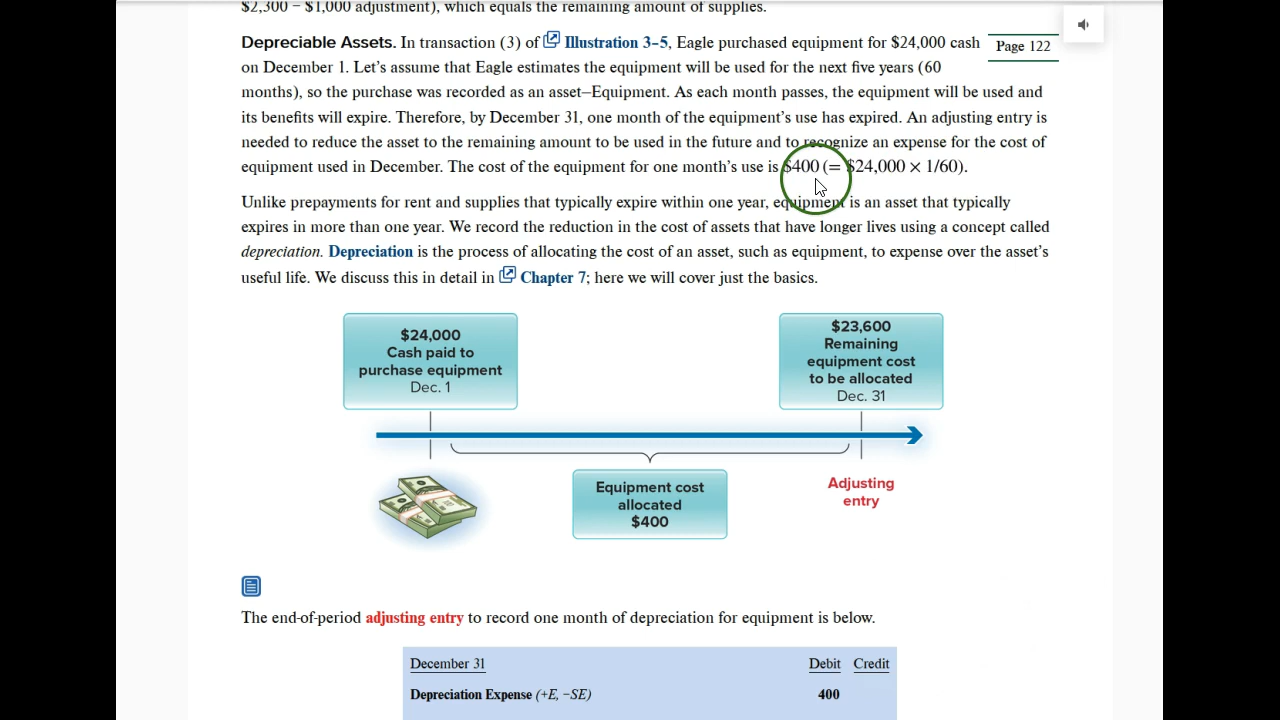 $2,300 − $1,000 adjustment), which equals the remaining amount of supplies.
Depreciable Assets. In transaction (3) of Illustration 3–5, Eagle purchased equipment for $24,000 cash
Page 122
on December 1. Let's assume that Eagle estimates the equipment will be used for the next five years (60
months), so the purchase was recorded as an asset—Equipment. As each month passes, the equipment will be used and
its benefits will expire. Therefore, by December 31, one month of the equipment's use has expired. An adjusting entry is
needed to reduce the asset to the remaining amount to be used in the future and to recognize an expense for the cost of
equipment used in December. The cost of the equipment for one month's use is $400 (= $24,000 × 1/60).
Unlike prepayments for rent and supplies that typically expire within one year, equipment is an asset that typically
expires in more than one year. We record the reduction in the cost of assets that have longer lives using a concept called
depreciation. Depreciation is the process of allocating the cost of an asset, such as equipment, to expense over the asset's
useful life. We discuss this in detail in Chapter 7; here we will cover just the basics.
$24,000
Cash paid to
purchase equipment
Dec. 1
$23,600
Remaining
equipment cost
to be allocated
Dec. 31
Equipment cost
allocated
$400
Adjusting
entry
The end-of-period adjusting entry to record one month of depreciation for equipment is below.
December 31 Debit Credit
Depreciation Expense (+E, −SE) 400